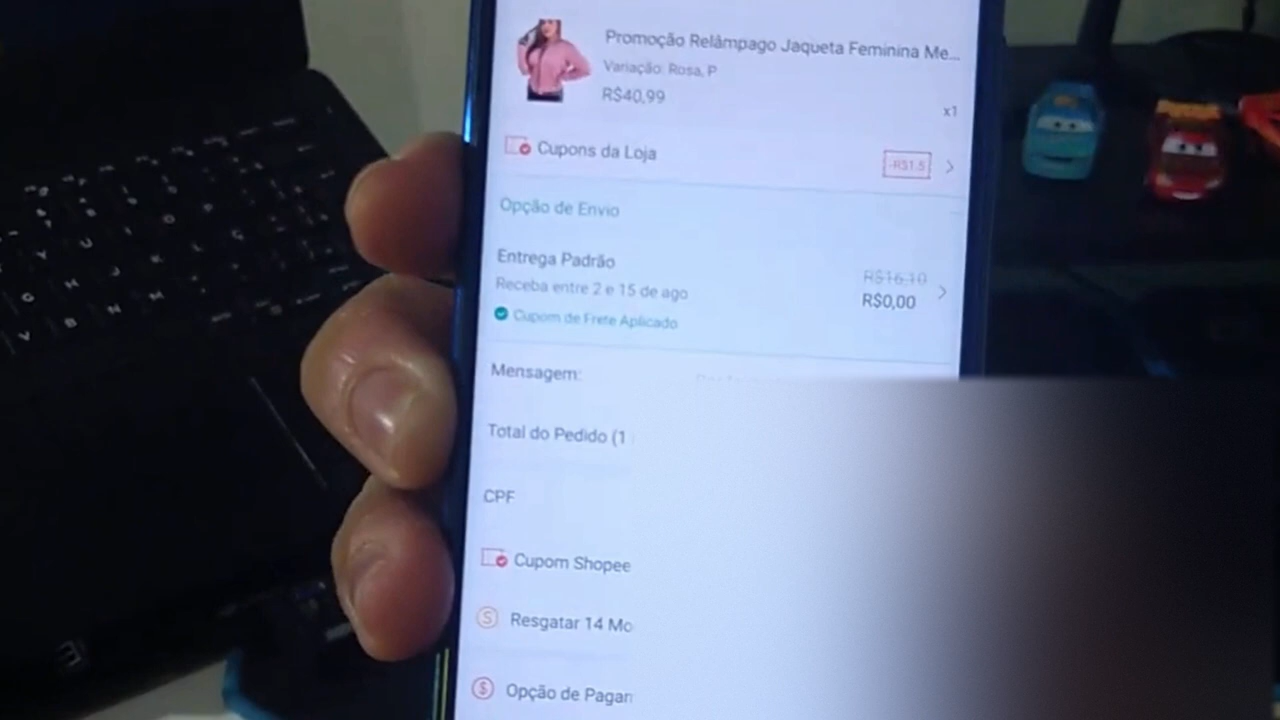 Promoção Relâmpago Jaqueta Feminina Me...
Variação: Rosa, P
R$40,99
x1
Cupons da Loja
-R$1,5
Opção de Envio
Entrega Padrão
R$16,10
Receba entre 2 e 15 de ago
R$0,00
Cupom de Frete Aplicado
Mensagem:
Total do Pedido (1
CPF
Cupom Shopee
Resgatar 14 Mo
Opção de Pagam